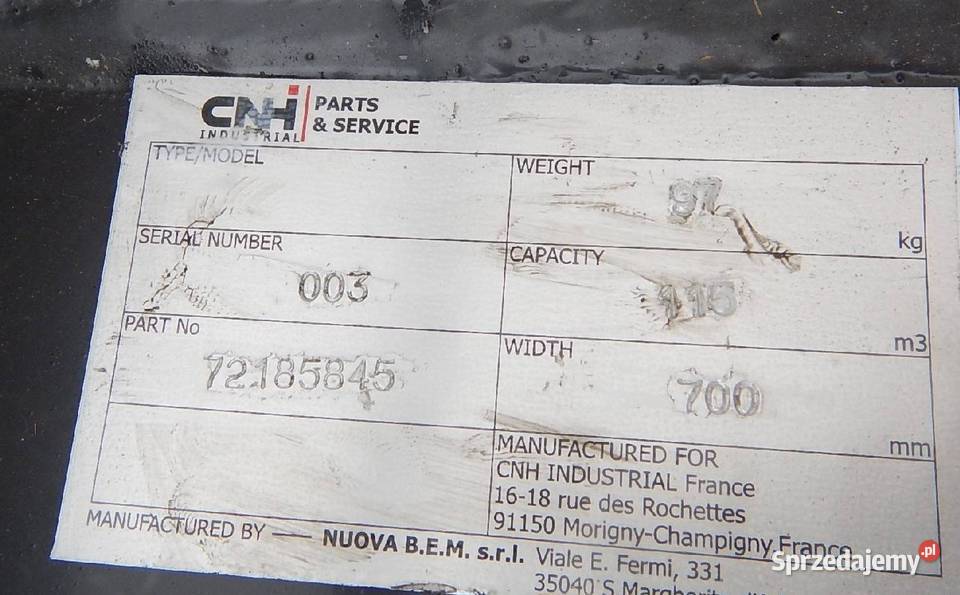 CNH INDUSTRIAL
PARTS
& SERVICE
TYPE/MODEL
WEIGHT
97
kg
SERIAL NUMBER
003
CAPACITY
115
m3
PART No
72185845
WIDTH
700
mm
MANUFACTURED FOR
CNH INDUSTRIAL France
16-18 rue des Rochettes
91150 Morigny-Champigny, France
MANUFACTURED BY — NUOVA B.E.M. s.r.l. Viale E. Fermi, 331
35040 S
Sprzedajemy.pl